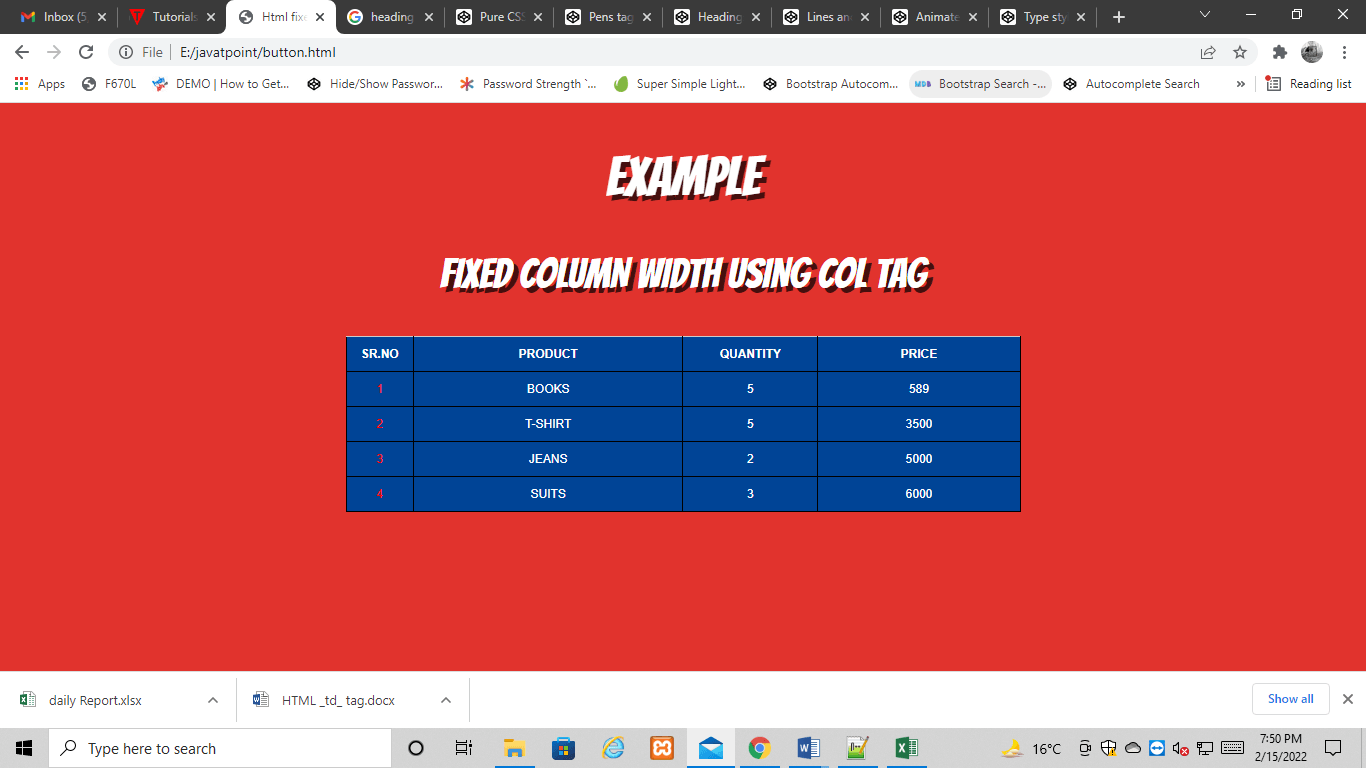 Inbox (5 Tutorials Html fixe heading Pure CSS Pens tag Heading Lines and Animate Type sty
File E:/javatpoint/button.html
Apps F670L DEMO | How to Get... Hide/Show Passwor... Password Strength `... Super Simple Light... Bootstrap Autocom... MDB Bootstrap Search -... Autocomplete Search » Reading list
EXAMPLE
FIXED COLUMN WIDTH USING COL TAG
SR.NO PRODUCT QUANTITY PRICE
1 BOOKS 5 589
2 T-SHIRT 5 3500
3 JEANS 2 5000
4 SUITS 3 6000
daily Report.xlsx HTML _td_ tag.docx Show all
Type here to search 16°C 7:50 PM
2/15/2022